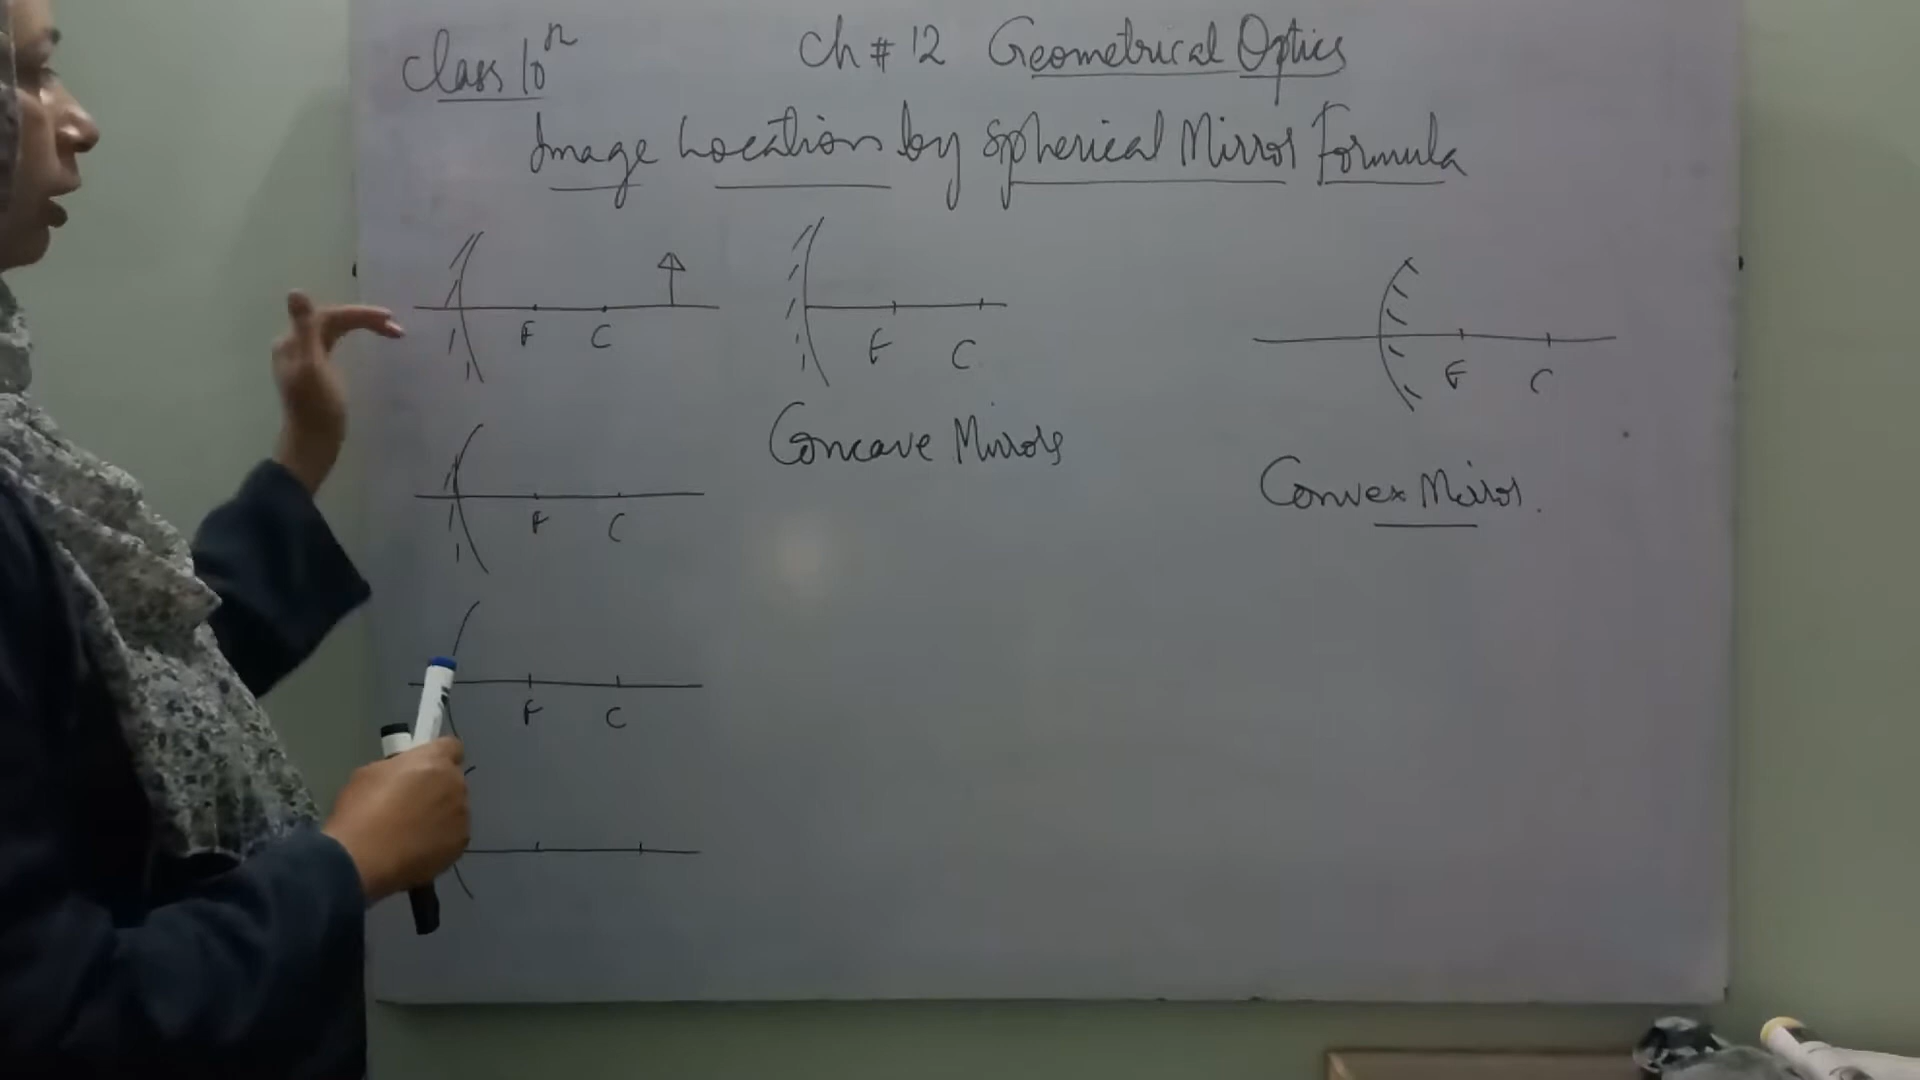 Class 10th
Ch # 12 Geometrical Optics
Image Location by Spherical Mirror Formula
F C
F C
F C
Concave Mirrors
Convex Mirror.
F C
F C